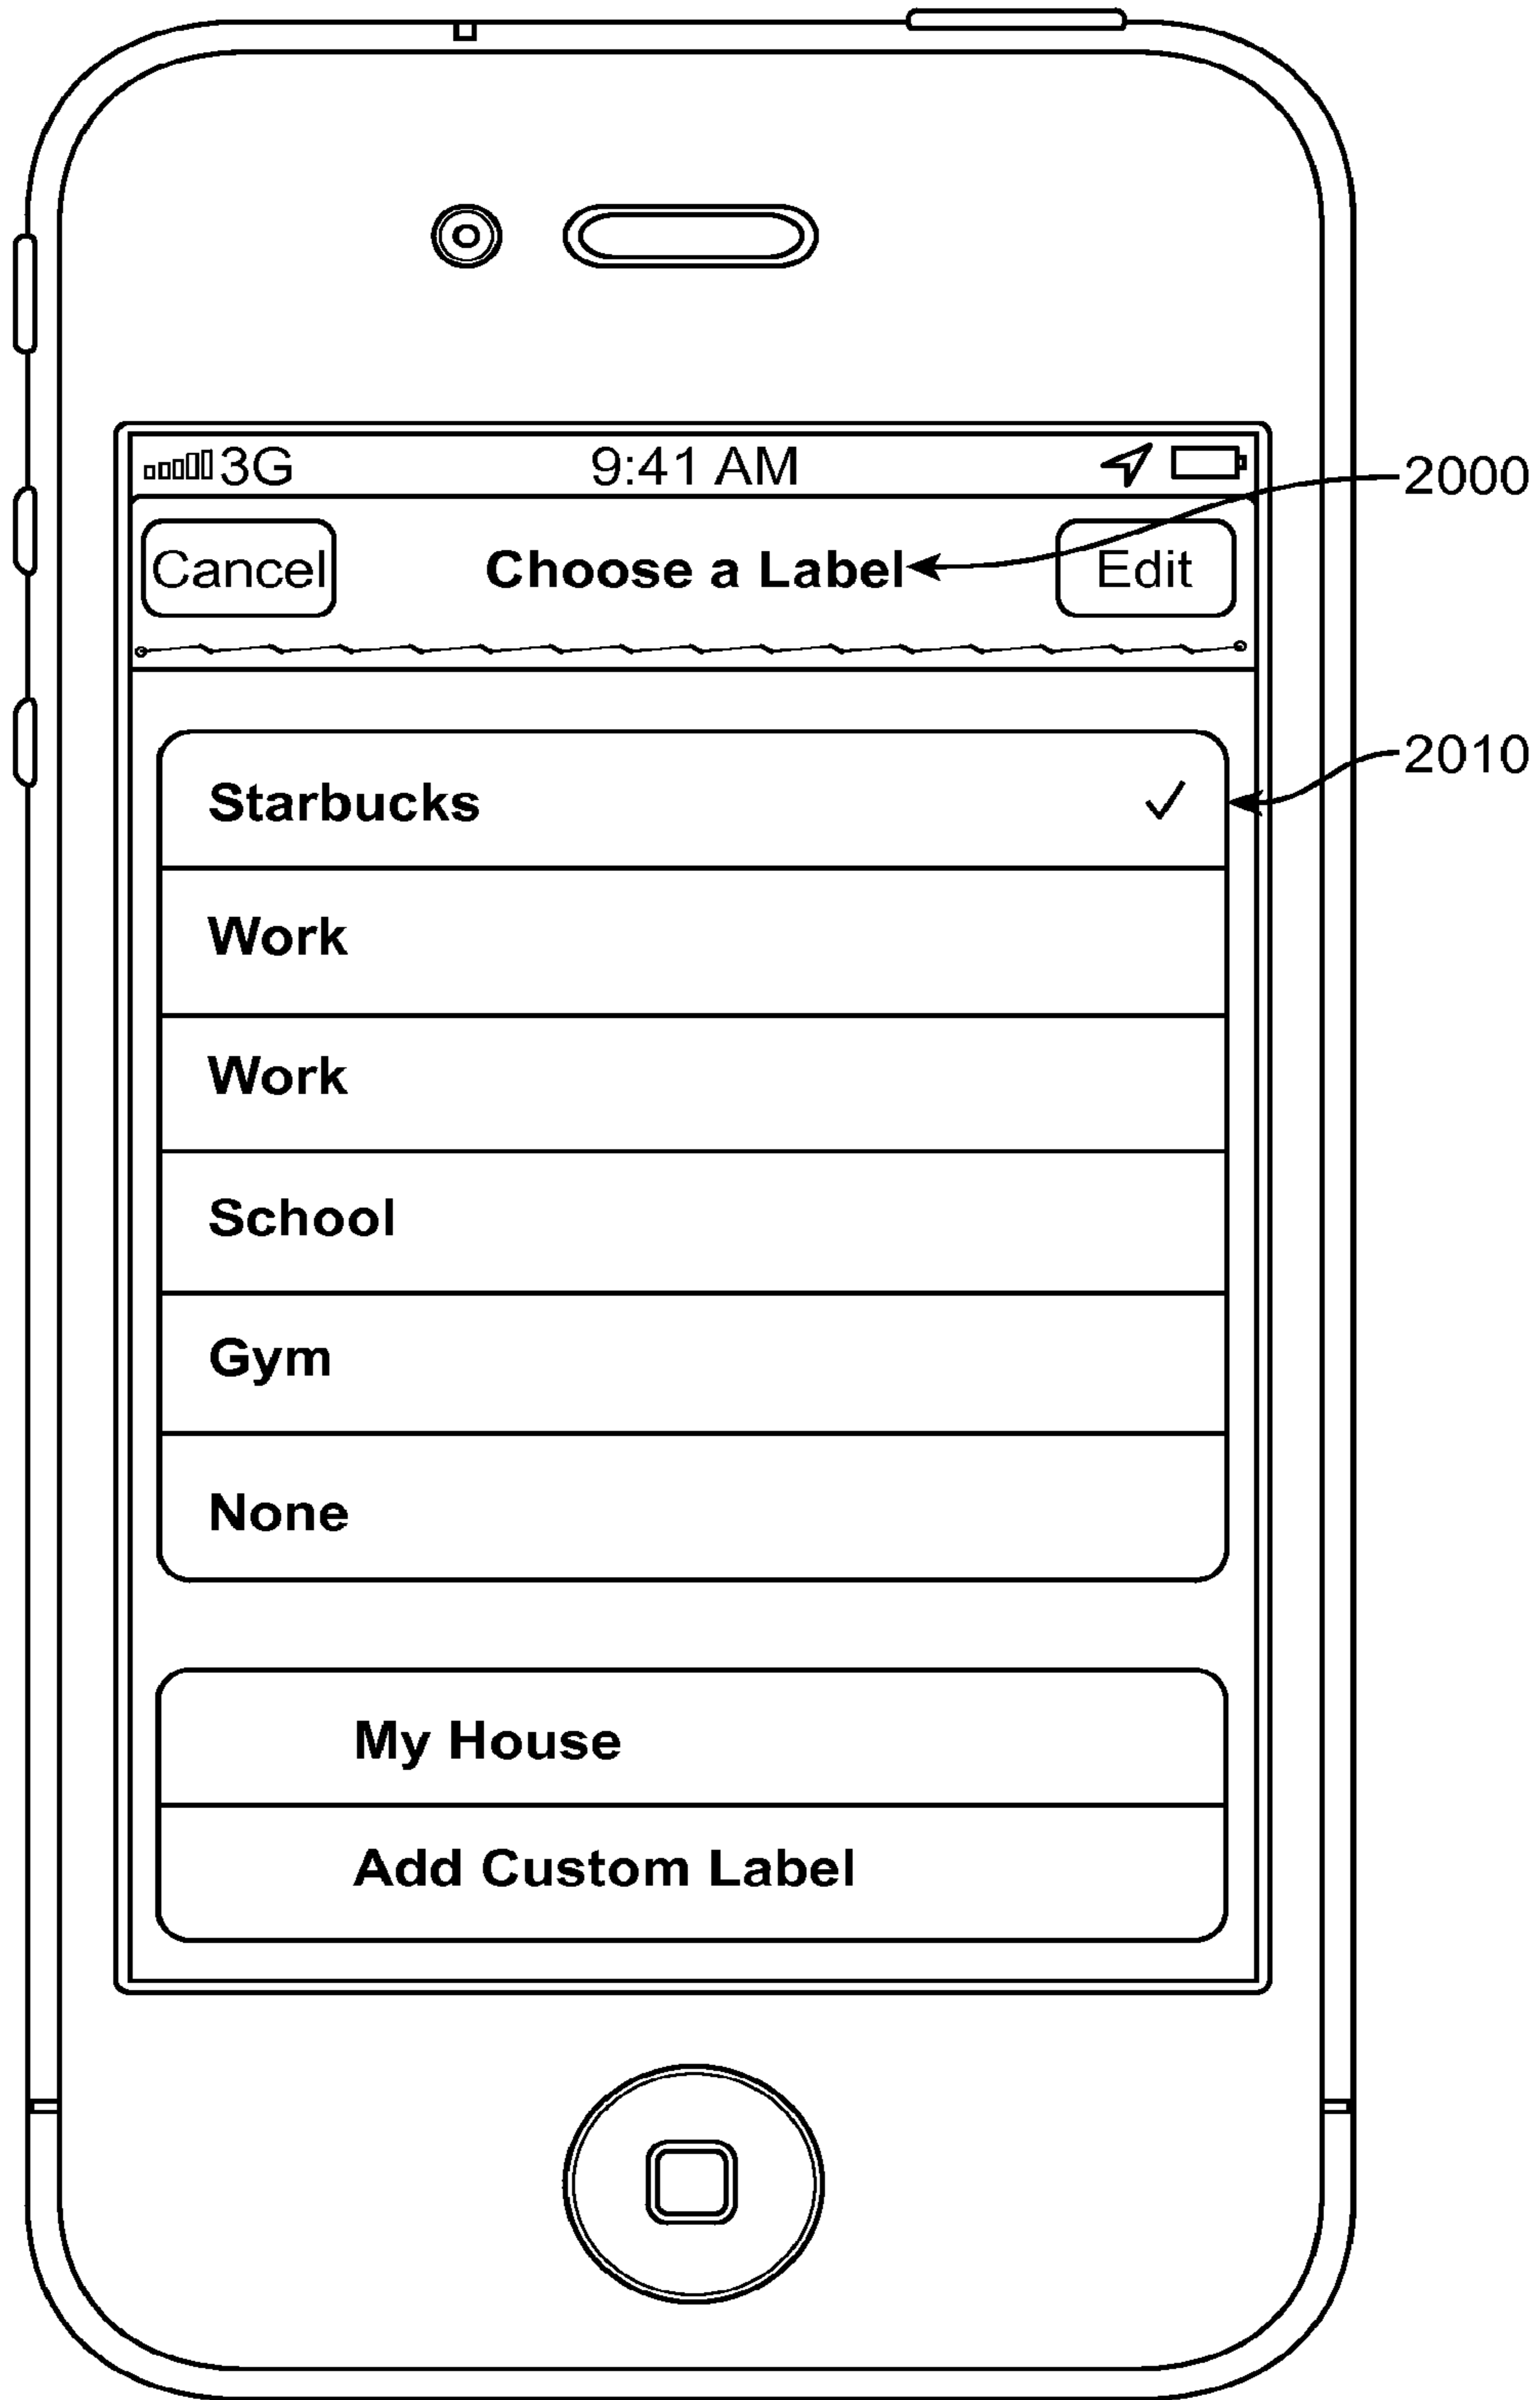 3G 9:41 AM
2000
Cancel Choose a Label Edit
2010
Starbucks
Work
Work
School
Gym
None
My House
Add Custom Label